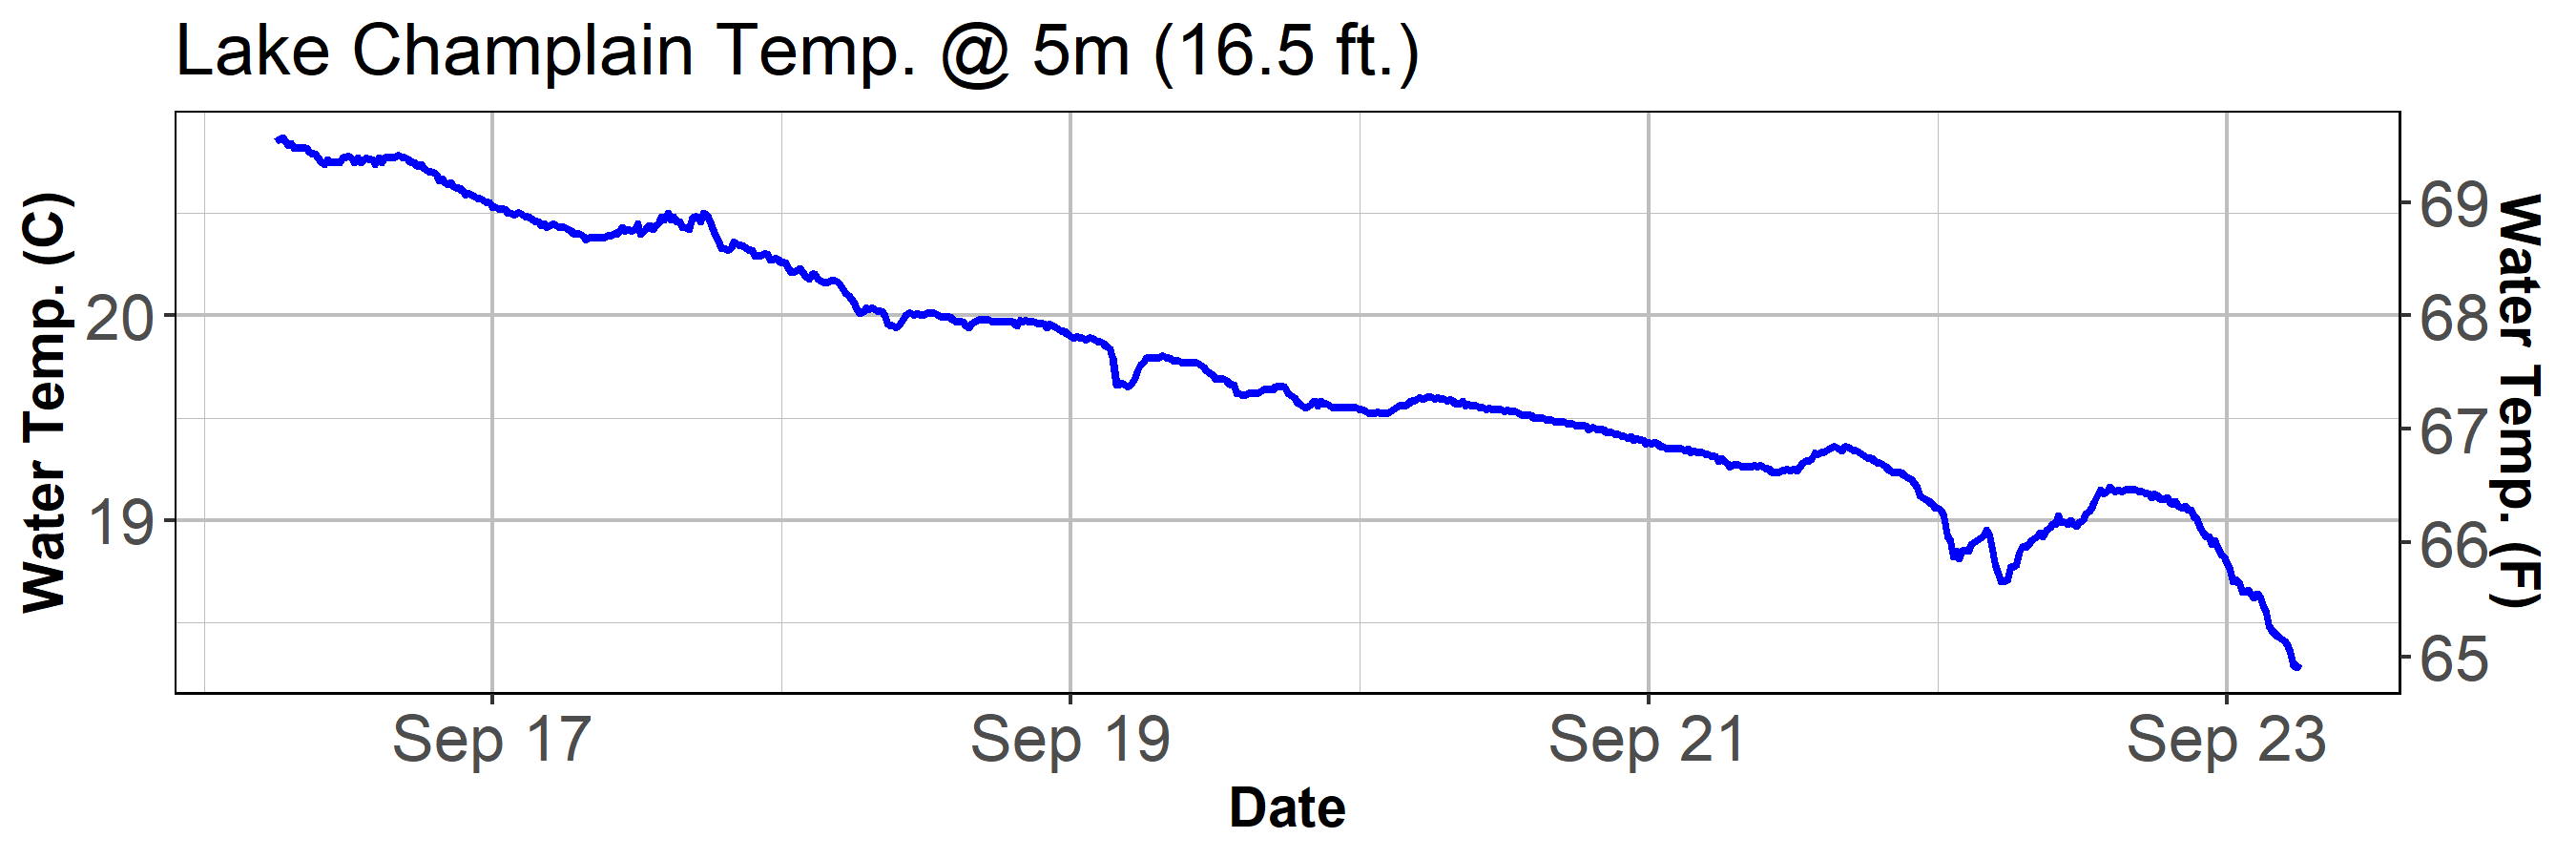 Lake Champlain Temp. @ 5m (16.5 ft.)
Water Temp. (C)
20
19
69
68
67
66
65
Water Temp. (F)
Sep 17
Sep 19
Sep 21
Sep 23
Date